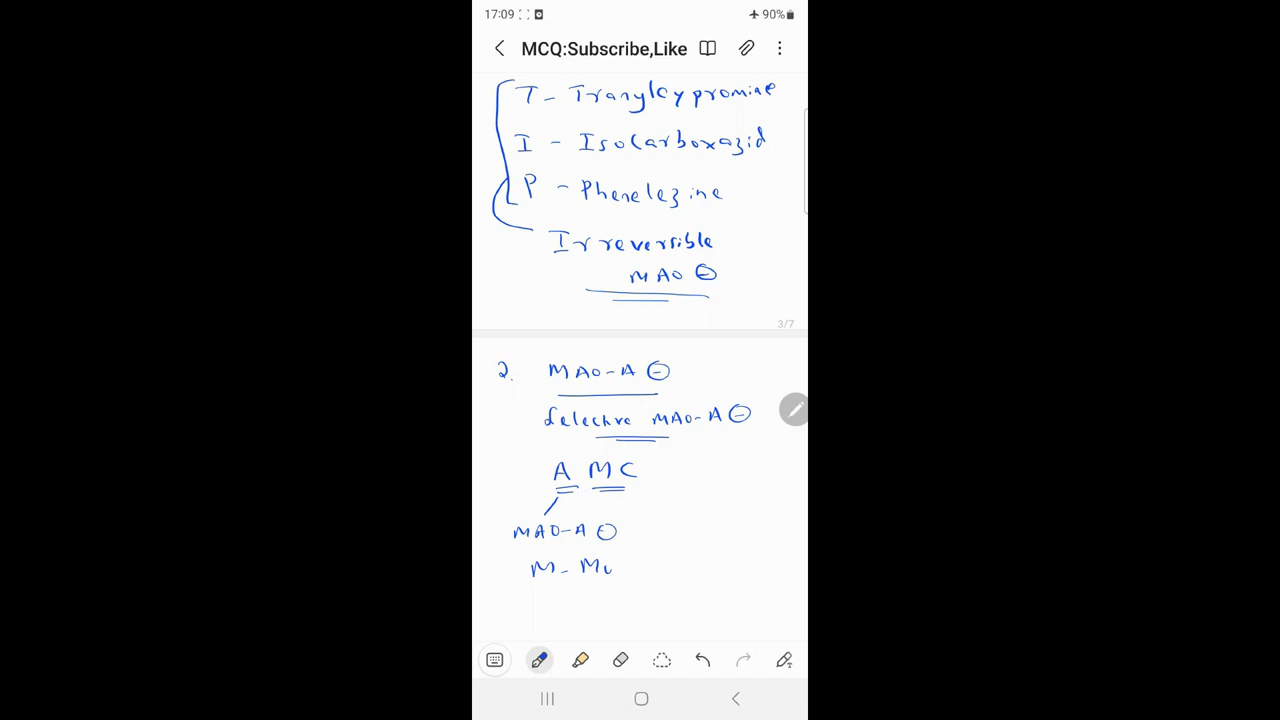 17:09 90%
MCQ:Subscribe,Like
T - Tranylcypromine
I - Isocarboxazid
P - Phenelezine
Irreversible
MAO ⊖
3/7
2. MAO-A ⊖
Selective MAO-A ⊖
A MC
MAO-A ⊖
M - Mo